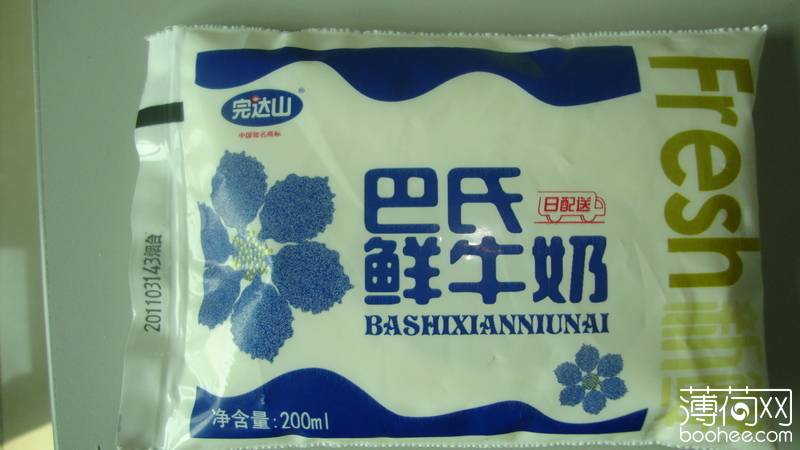 完达山
®
中国驰名商标
巴氏
日配送
鲜牛奶
BASHIXIANNIUNAI
净含量:200ml
Fresh
201103143
薄荷网
boohee.com